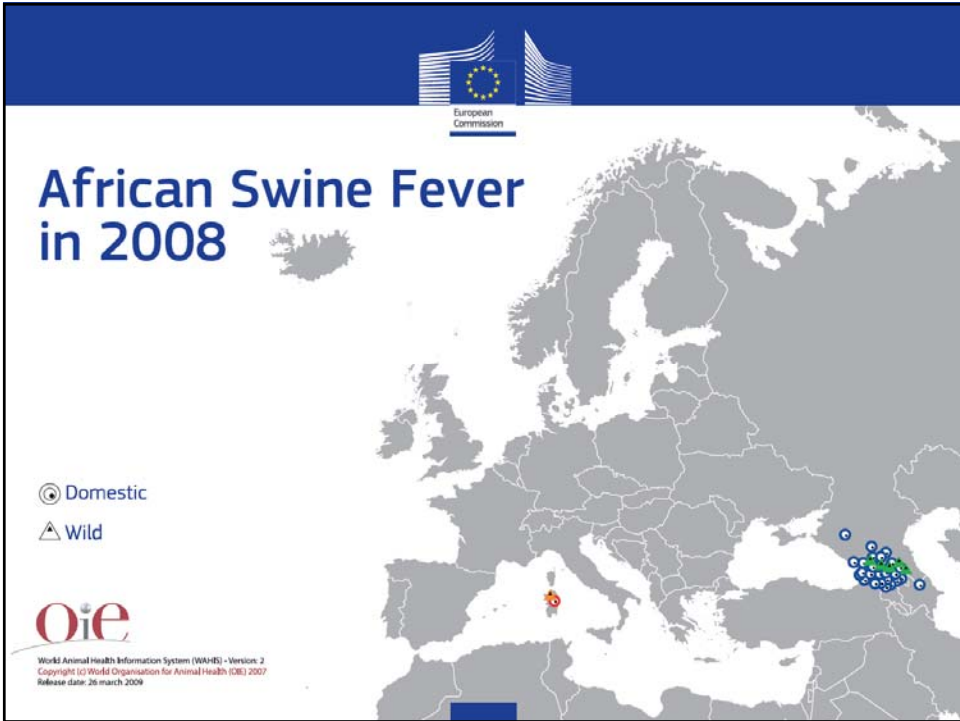 European
Commission
African Swine Fever
in 2008
Domestic
Wild
OiE
World Animal Health Information System (WAHIS) - Version: 2
Copyright (c) World Organisation for Animal Health (OIE) 2007
Release date: 26 march 2009